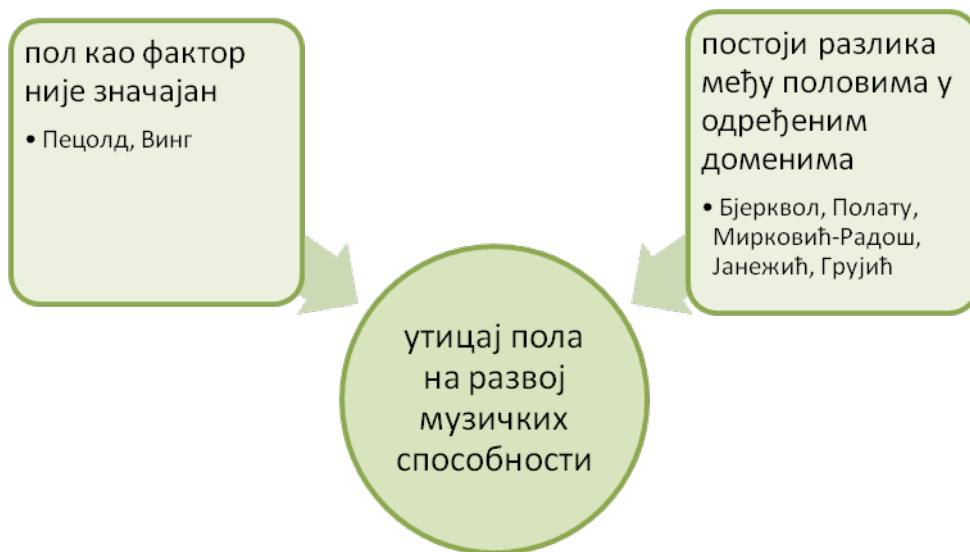 пол као фактор
није значајан
• Пецолд, Винг
постоји разлика
међу половима у
одређеним
доменима
• Бјерквол, Полату,
Мирковић-Радош,
Јанежић, Грујић
утицај пола
на развој
музичких
способности